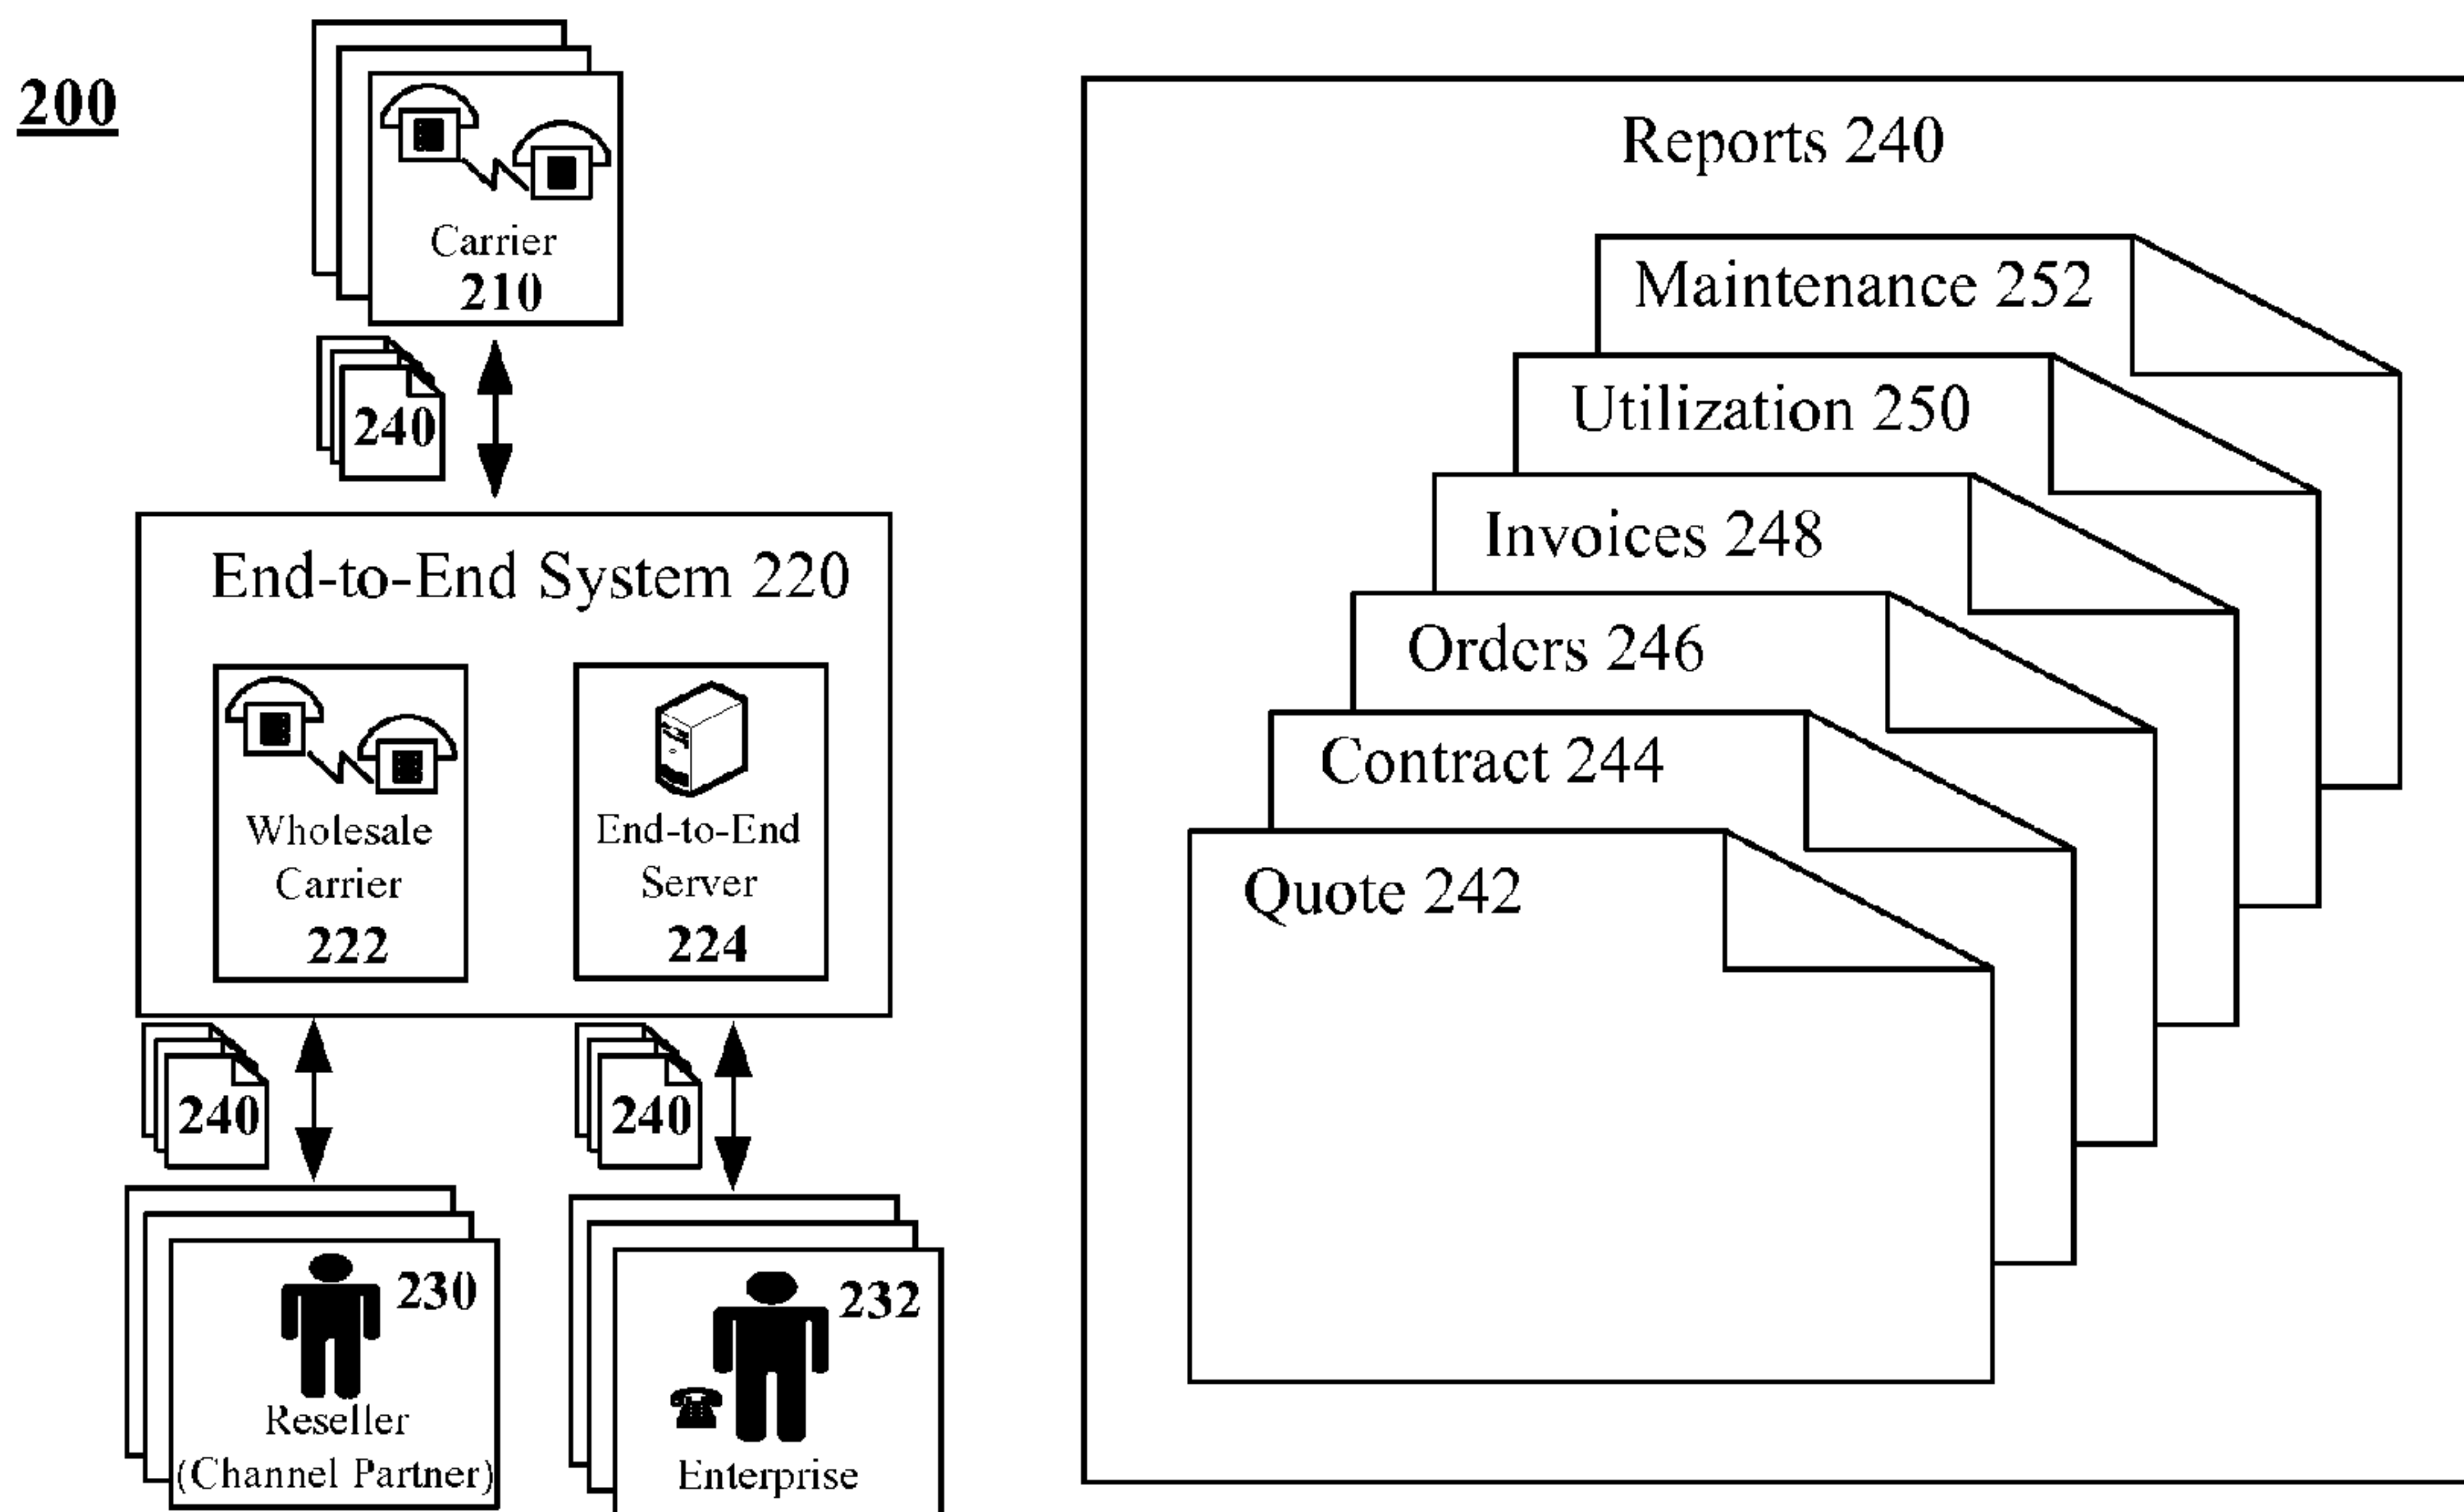 200
Carrier
210
240
End-to-End System 220
Wholesale
Carrier
222
End-to-End
Server
224
240
240
230
Reseller
(Channel Partner)
232
Enterprise
Reports 240
Maintenance 252
Utilization 250
Invoices 248
Orders 246
Contract 244
Quote 242